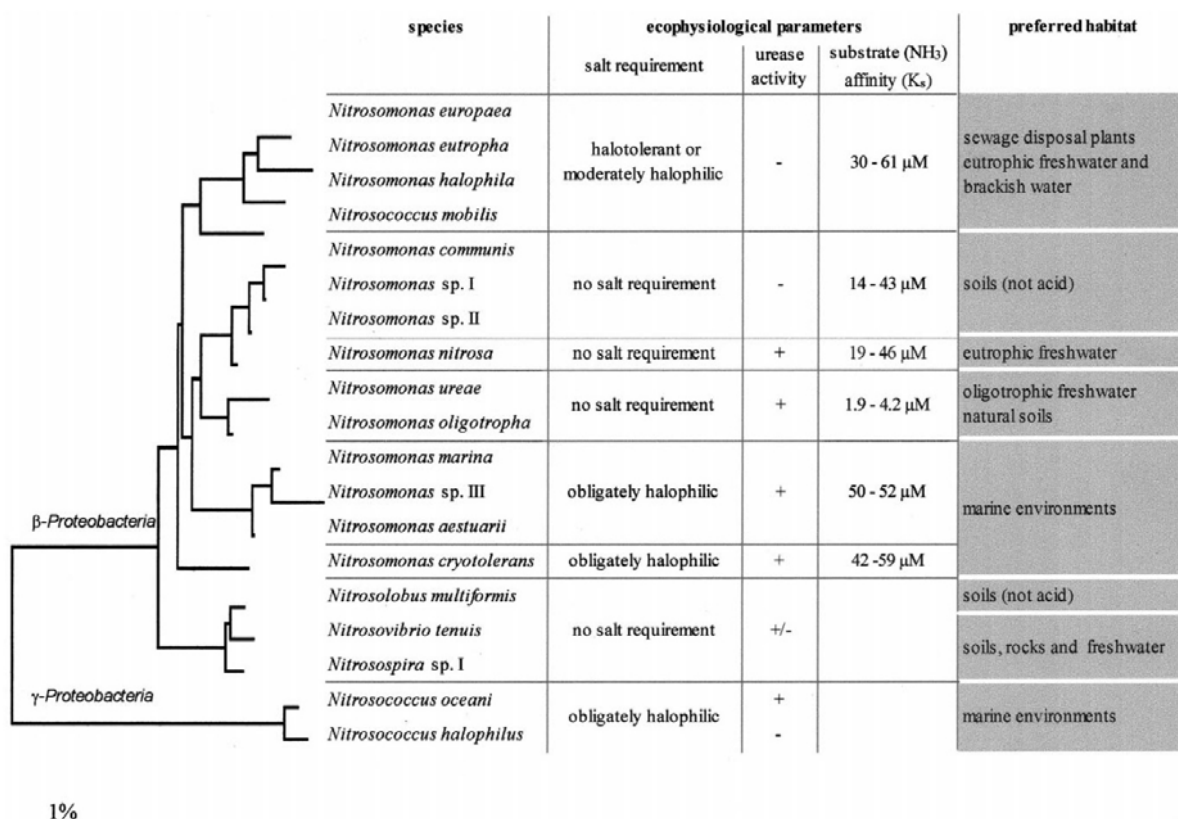 species
ecophysiological parameters
preferred habitat
salt requirement
urease
activity
substrate (NH₃)
affinity (Kₛ)
Nitrosomonas europaea
Nitrosomonas eutropha
Nitrosomonas halophila
Nitrosococcus mobilis
halotolerant or
moderately halophilic
-
30 - 61 µM
sewage disposal plants
eutrophic freshwater and
brackish water
Nitrosomonas communis
Nitrosomonas sp. I
Nitrosomonas sp. II
no salt requirement
-
14 - 43 µM
soils (not acid)
Nitrosomonas nitrosa
no salt requirement
+
19 - 46 µM
eutrophic freshwater
Nitrosomonas ureae
Nitrosomonas oligotropha
no salt requirement
+
1.9 - 4.2 µM
oligotrophic freshwater
natural soils
Nitrosomonas marina
Nitrosomonas sp. III
Nitrosomonas aestuarii
obligately halophilic
+
50 - 52 µM
marine environments
Nitrosomonas cryotolerans
obligately halophilic
+
42 -59 µM
β-Proteobacteria
Nitrosolobus multiformis
Nitrosovibrio tenuis
Nitrosospira sp. I
no salt requirement
+/-
soils (not acid)
soils, rocks and freshwater
γ-Proteobacteria
Nitrosococcus oceani
Nitrosococcus halophilus
obligately halophilic
+
-
marine environments
1%